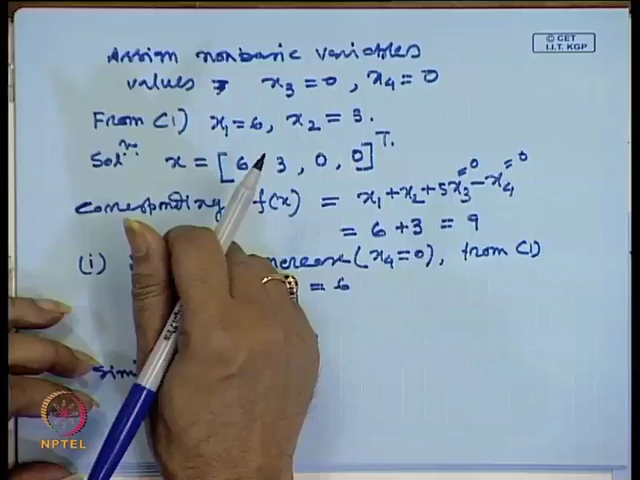 © CET
I.I.T. KGP
Assign nonbasic variables
values → x₃ = 0, x₄ = 0
From (1) x₁ = 6, x₂ = 3.
Solⁿ x = [6, 3, 0, 0]ᵀ.
corresponding f(x) = x₁ + x₂ + 5x₃ − x₄
= 0 = 0
= 6 + 3 = 9
(i) increase (x₄ = 0), from (1)
= 6
Simi
NPTEL